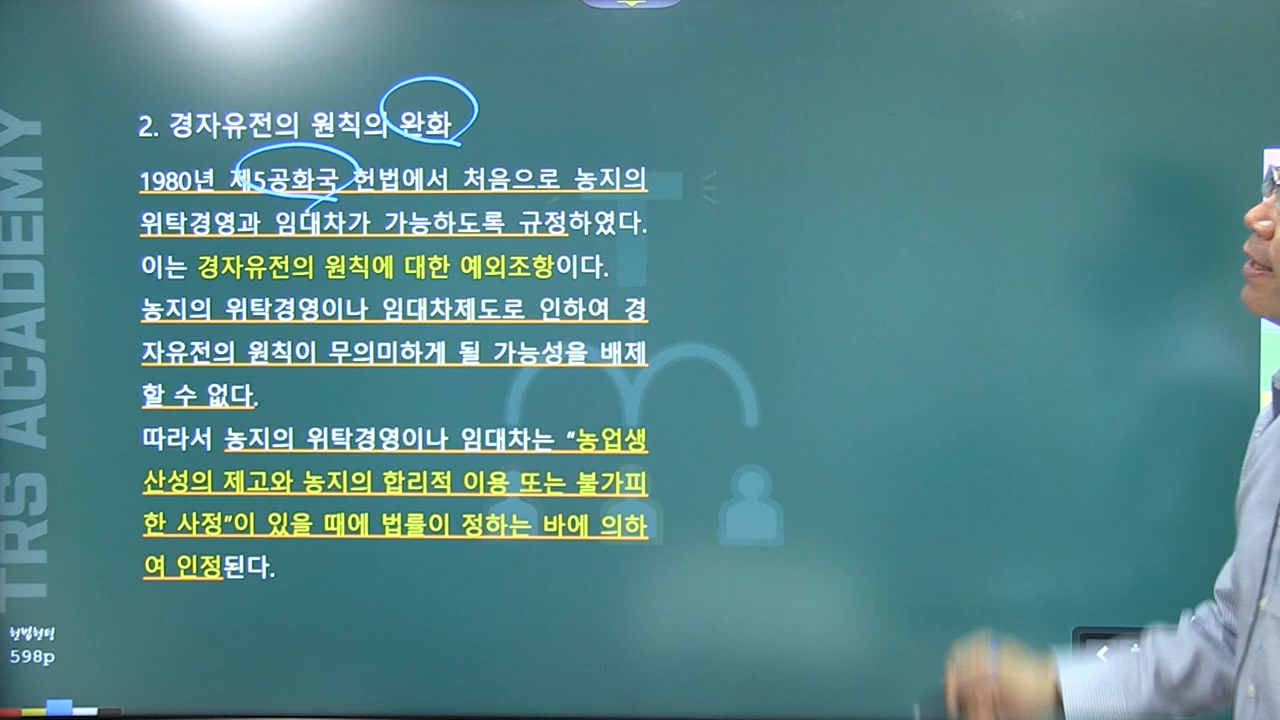 2. 경자유전의 원칙의 완화
1980년 제5공화국 헌법에서 처음으로 농지의
위탁경영과 임대차가 가능하도록 규정하였다.
이는 경자유전의 원칙에 대한 예외조항이다.
농지의 위탁경영이나 임대차제도로 인하여 경
자유전의 원칙이 무의미하게 될 가능성을 배제
할 수 없다.
따라서 농지의 위탁경영이나 임대차는 "농업생
산성의 제고와 농지의 합리적 이용 또는 불가피
한 사정"이 있을 때에 법률이 정하는 바에 의하
여 인정된다.
TRS ACADEMY
598p